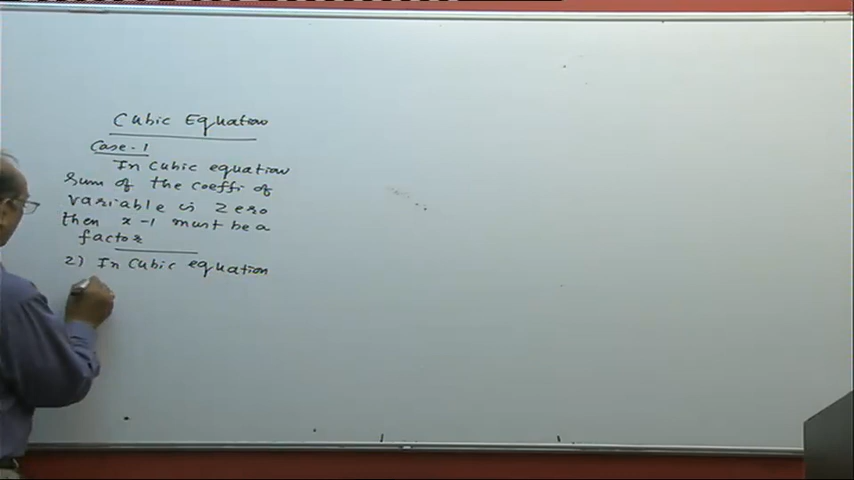 Cubic Equation
Case-1
In cubic equation
sum of the coeffi of
variable is zero
then x-1 must be a
factor
2) In cubic equation